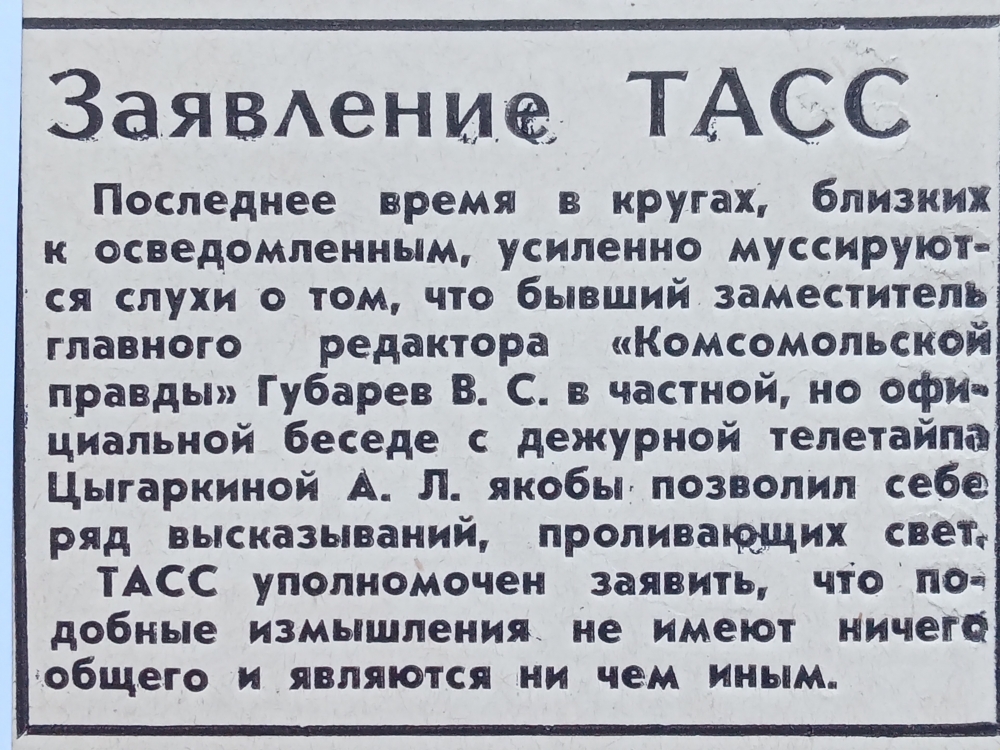 Заявление ТАСС
Последнее время в кругах, близких
к осведомленным, усиленно муссируют-
ся слухи о том, что бывший заместитель
главного редактора «Комсомольской
правды» Губарев В. С. в частной, но офи-
циальной беседе с дежурной телетайпа
Цыгаркиной А. Л. якобы позволил себе
ряд высказываний, проливающих свет.
ТАСС уполномочен заявить, что по-
добные измышления не имеют ничего
общего и являются ни чем иным.